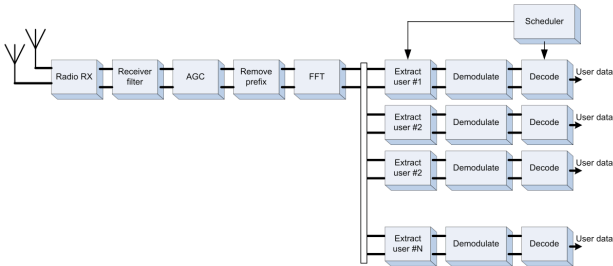 Scheduler
Radio RX
Receiver
filter
AGC
Remove
prefix
FFT
Extract
user #1
Demodulate
Decode
User data
Extract
user #2
Demodulate
Decode
User data
Extract
user #2
Demodulate
Decode
User data
Extract
user #N
Demodulate
Decode
User data